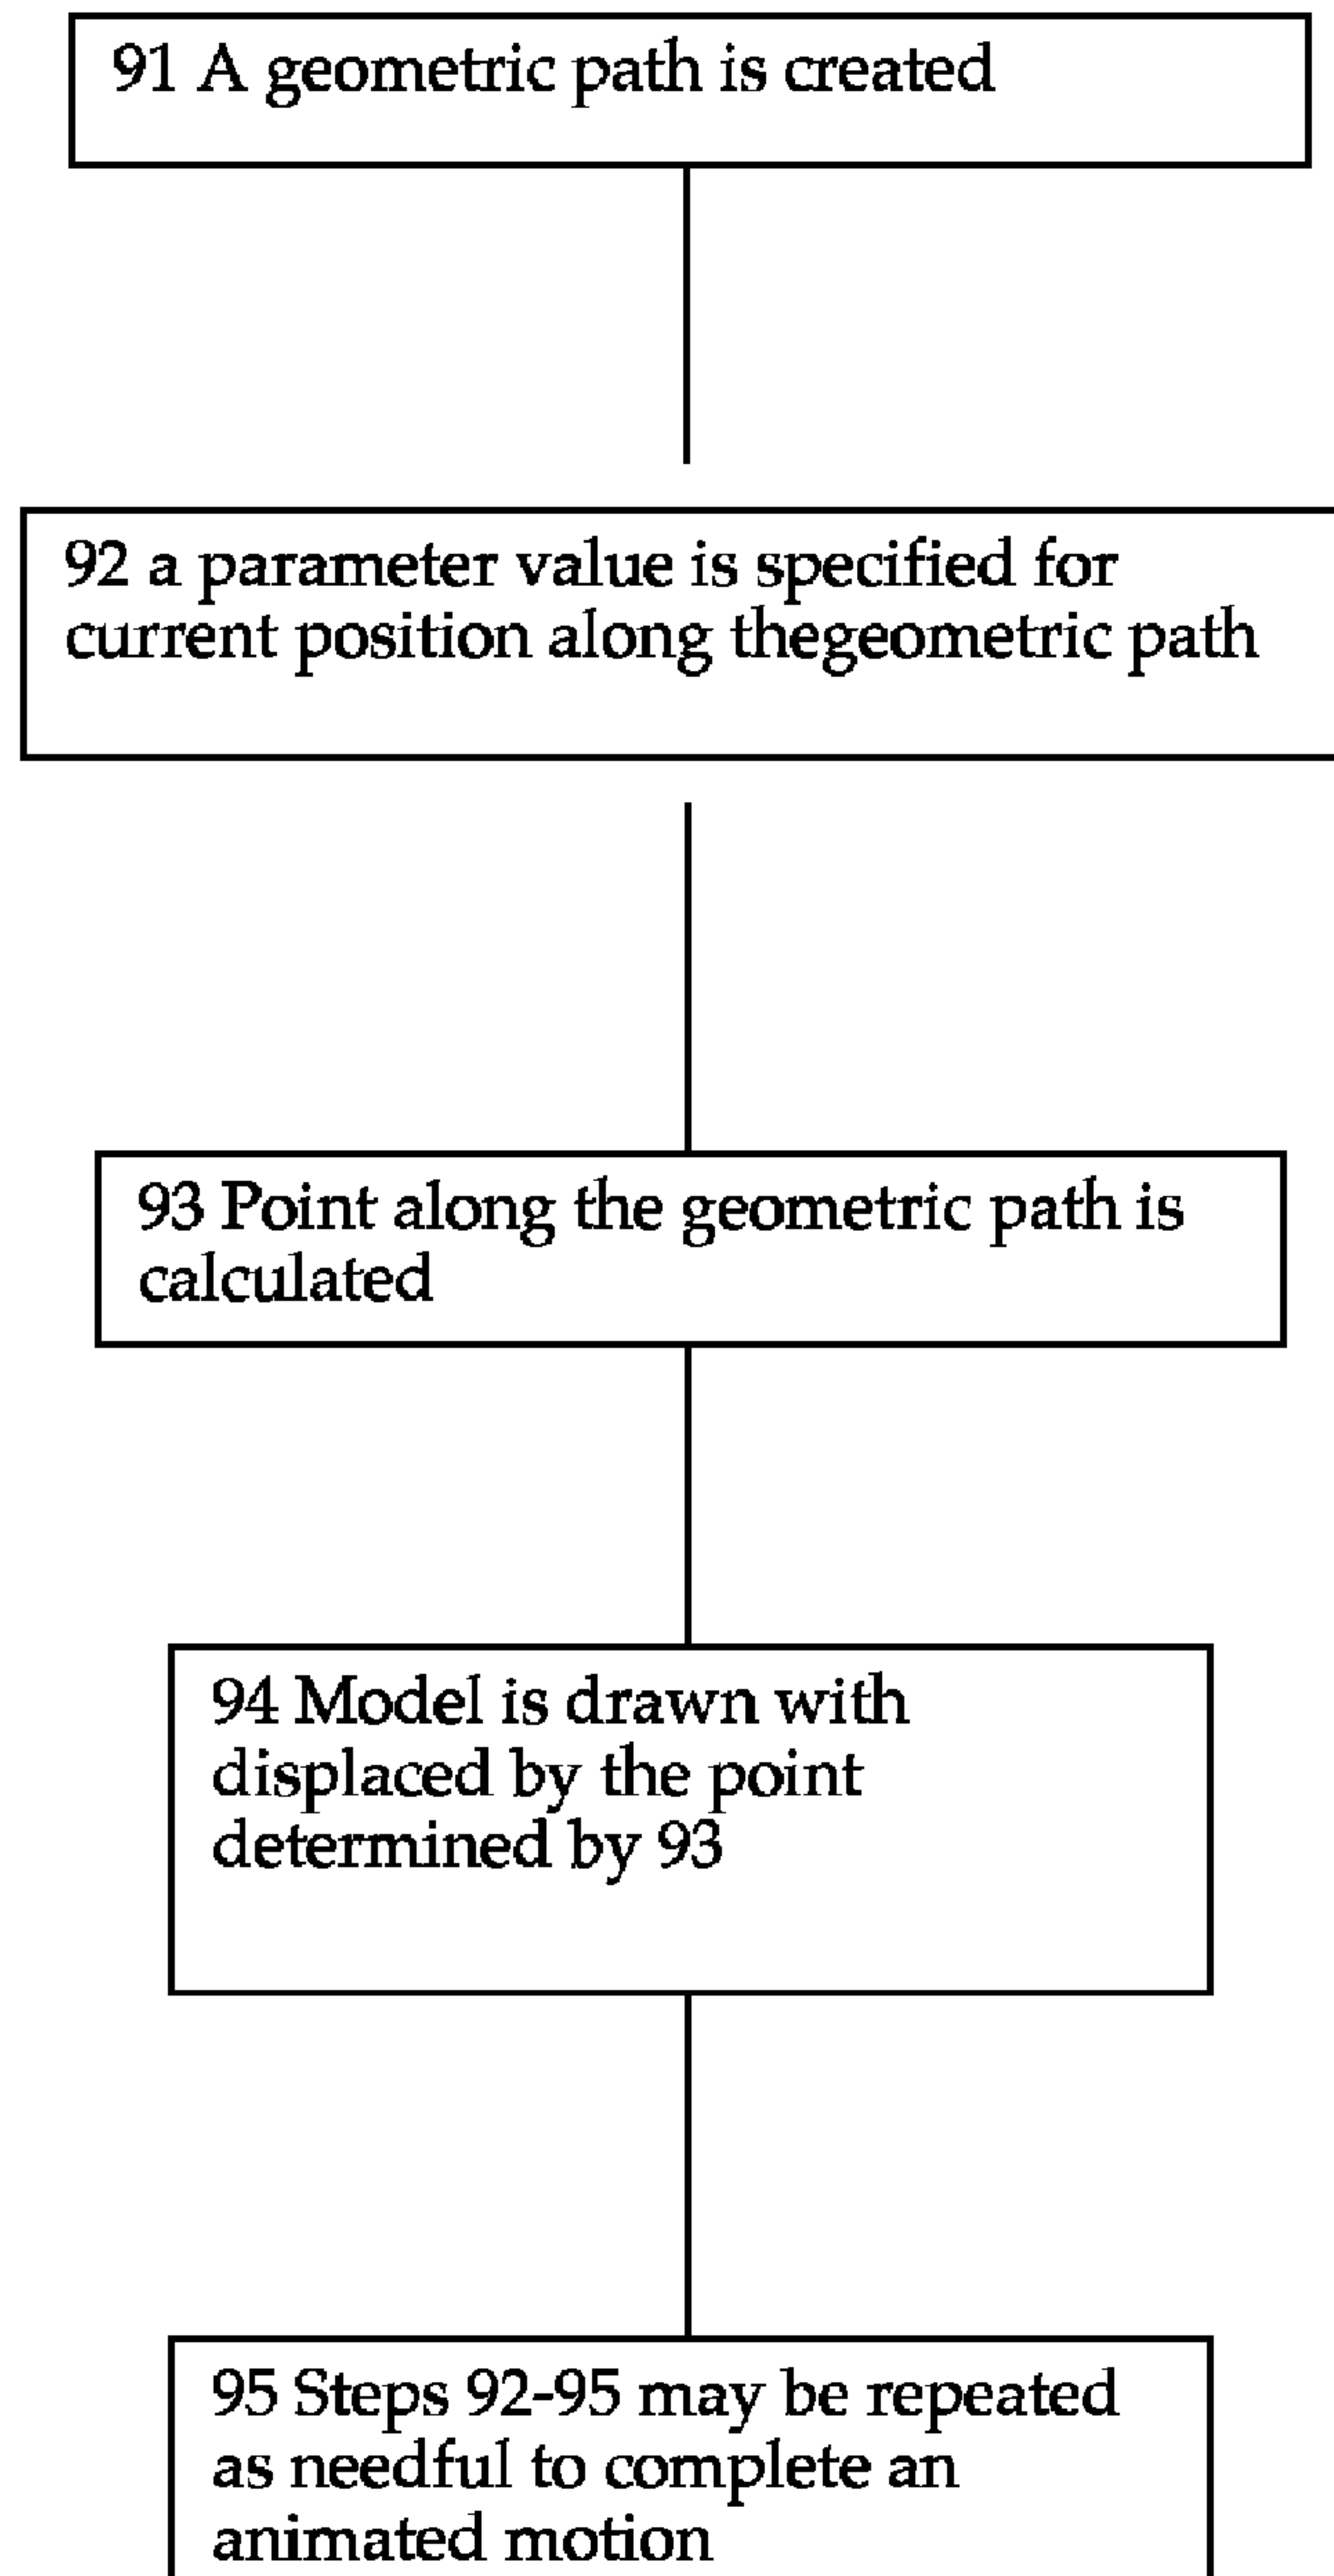 91 A geometric path is created
92 a parameter value is specified for
current position along thegeometric path
93 Point along the geometric path is
calculated
94 Model is drawn with
displaced by the point
determined by 93
95 Steps 92-95 may be repeated
as needful to complete an
animated motion